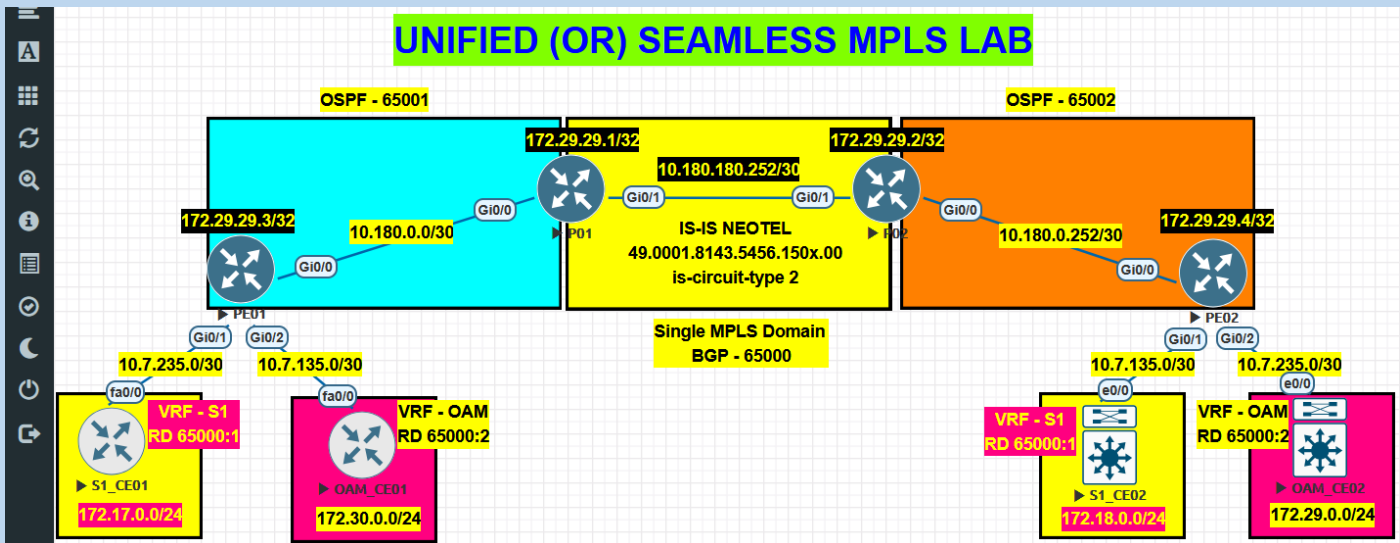 UNIFIED (OR) SEAMLESS MPLS LAB
OSPF - 65001
OSPF - 65002
172.29.29.1/32
172.29.29.2/32
10.180.180.252/30
Gi0/0
Gi0/1
Gi0/1
Gi0/0
172.29.29.3/32
10.180.0.0/30
P01
IS-IS NEOTEL
49.0001.8143.5456.150x.00
is-circuit-type 2
P02
10.180.0.252/30
172.29.29.4/32
Gi0/0
Gi0/0
PE01
PE02
Gi0/1
Gi0/2
Single MPLS Domain
BGP - 65000
Gi0/1
Gi0/2
10.7.235.0/30
10.7.135.0/30
10.7.135.0/30
10.7.235.0/30
fa0/0
fa0/0
e0/0
e0/0
VRF - S1
RD 65000:1
VRF - OAM
RD 65000:2
VRF - S1
RD 65000:1
VRF - OAM
RD 65000:2
S1_CE01
OAM_CE01
S1_CE02
OAM_CE02
172.17.0.0/24
172.30.0.0/24
172.18.0.0/24
172.29.0.0/24
A